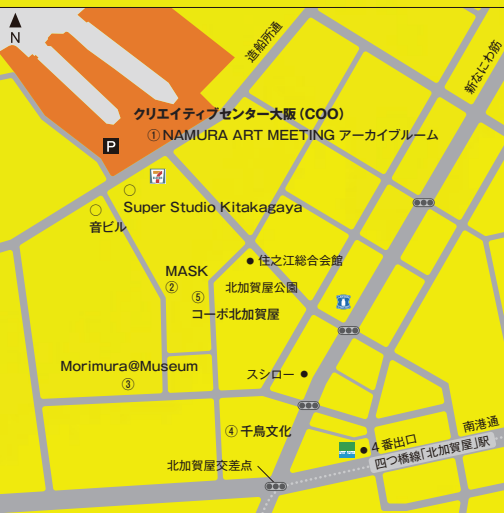 N
造船所通
新なにわ筋
クリエイティブセンター大阪（COO）
① NAMURA ART MEETING アーカイブルーム
P
7
Super Studio Kitakagaya
音ビル
住之江総合会館
MASK
②
北加賀屋公園
⑤
コーポ北加賀屋
Morimura@Museum
③
スシロー
④ 千鳥文化
南港通
4番出口
四つ橋線「北加賀屋」駅
北加賀屋交差点